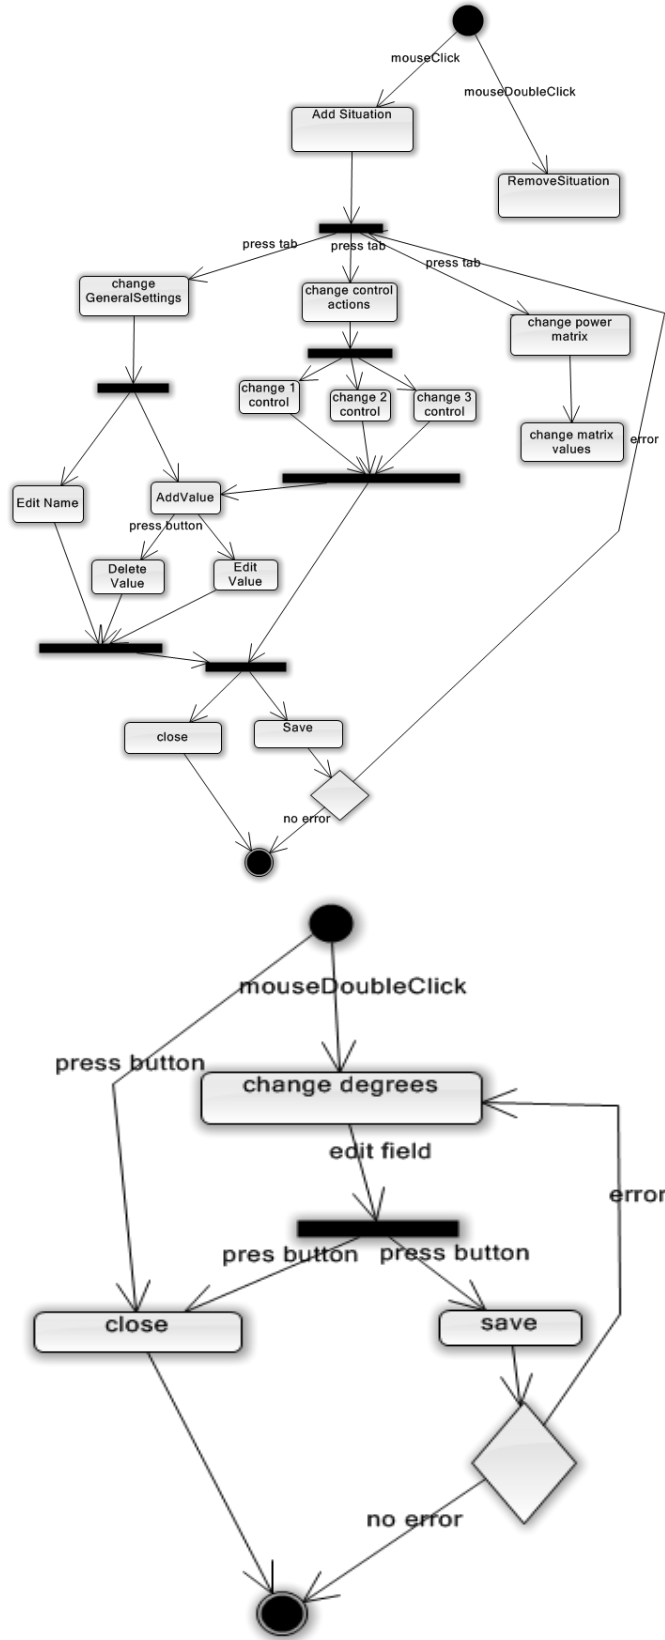 mouseClick
mouseDoubleClick
Add Situation
RemoveSituation
press tab
press tab
press tab
change
GeneralSettings
change control
actions
change power
matrix
change 1
control
change 2
control
change 3
control
change matrix
values
error
Edit Name
AddValue
press button
Delete
Value
Edit
Value
close
Save
no error
mouseDoubleClick
press button
change degrees
edit field
error
pres button
press button
close
save
no error